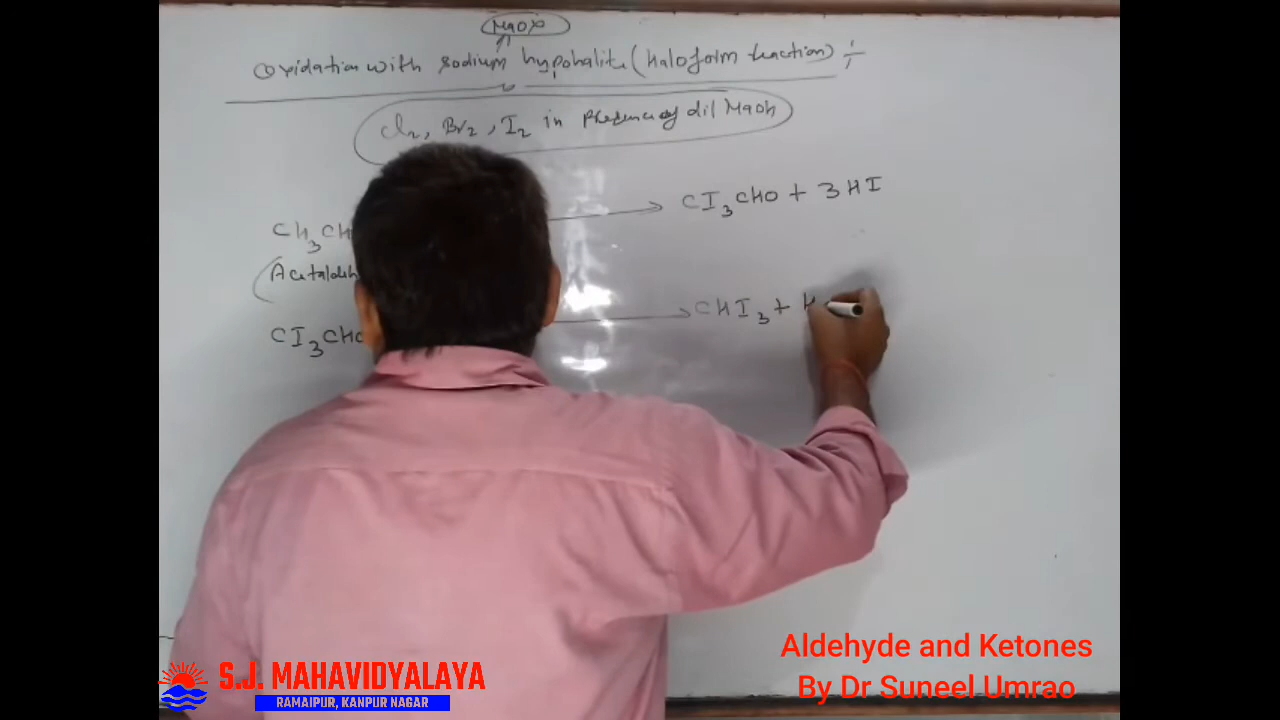 NaOX
Oxidation with sodium hypohalite (Haloform reaction) :-
Cl2, Br2, I2 in presence of dil NaOH
CH3CH
CI3CHO + 3HI
(Acetaldeh
CI3CHO
CHI3 + H
Aldehyde and Ketones
By Dr Suneel Umrao
S.J. MAHAVIDYALAYA
RAMAIPUR, KANPUR NAGAR